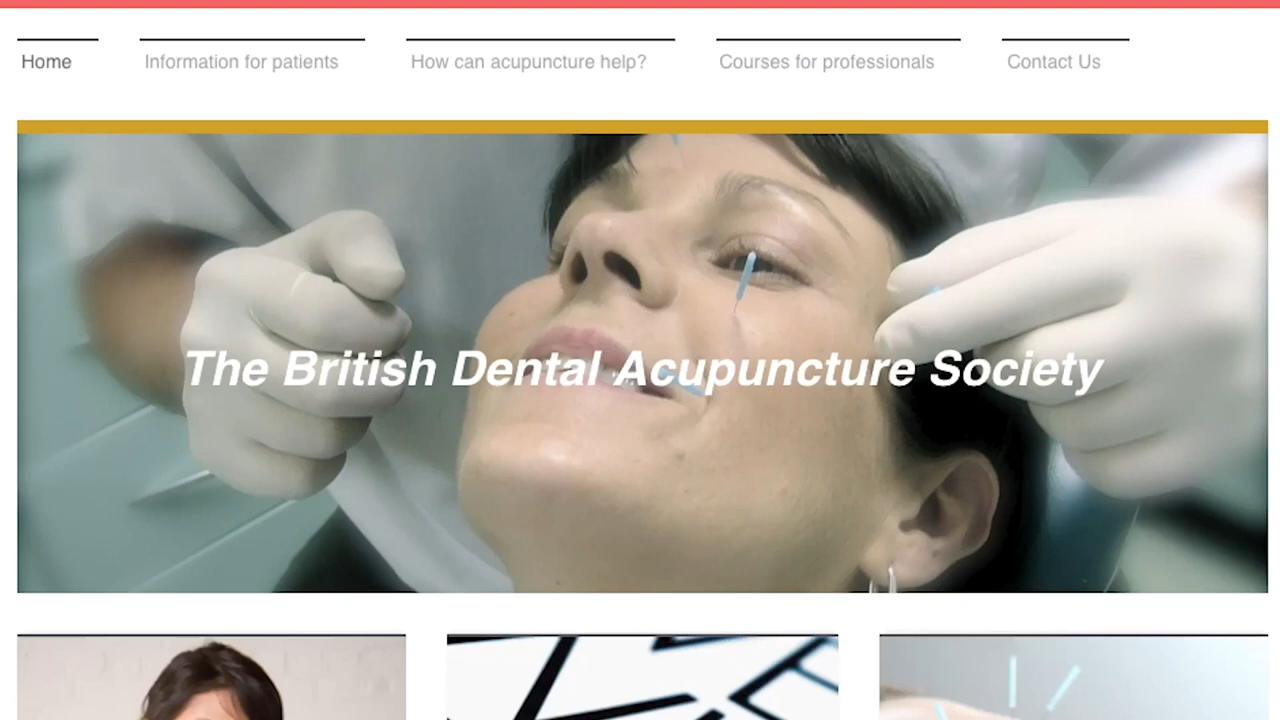 Home
Information for patients
How can acupuncture help?
Courses for professionals
Contact Us
The British Dental Acupuncture Society